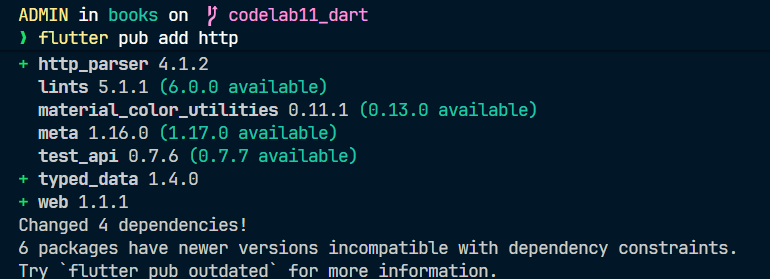 ADMIN in books on codelab11_dart
❯ flutter pub add http
+ http_parser 4.1.2
lints 5.1.1 (6.0.0 available)
material_color_utilities 0.11.1 (0.13.0 available)
meta 1.16.0 (1.17.0 available)
test_api 0.7.6 (0.7.7 available)
+ typed_data 1.4.0
+ web 1.1.1
Changed 4 dependencies!
6 packages have newer versions incompatible with dependency constraints.
Try `flutter pub outdated` for more information.